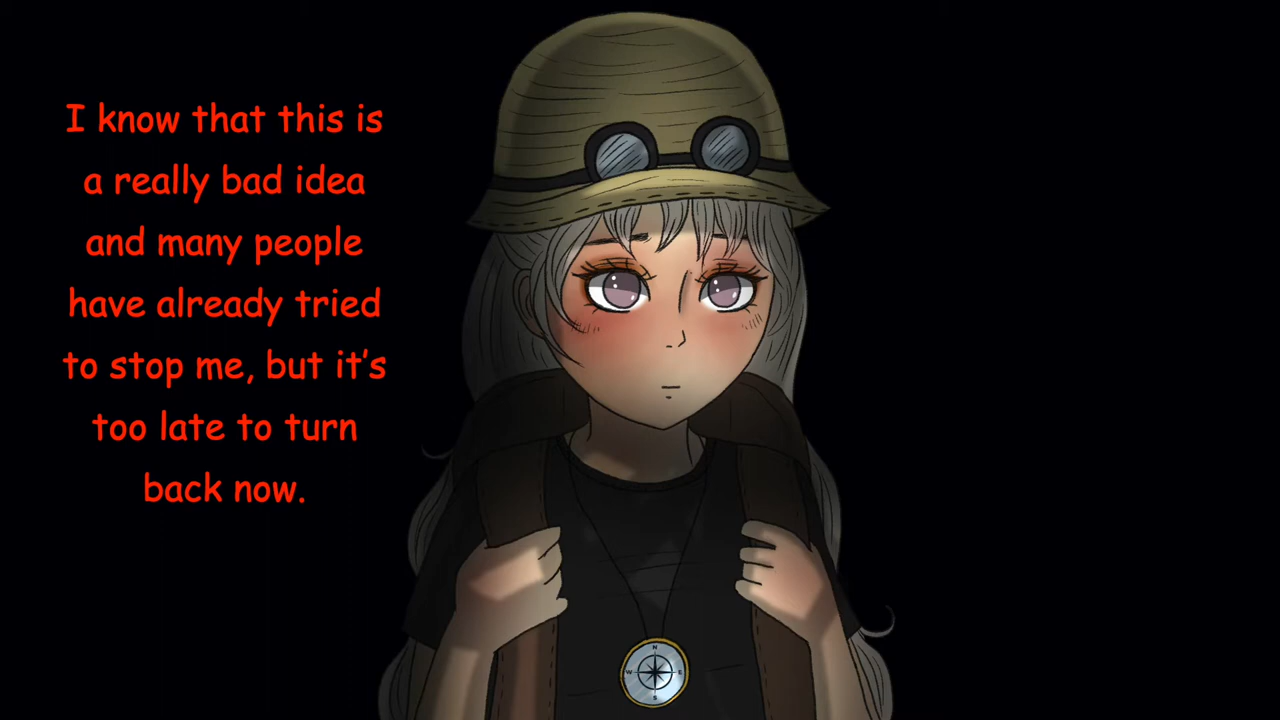 I know that this is
a really bad idea
and many people
have already tried
to stop me, but it's
too late to turn
back now.
N
W E
S